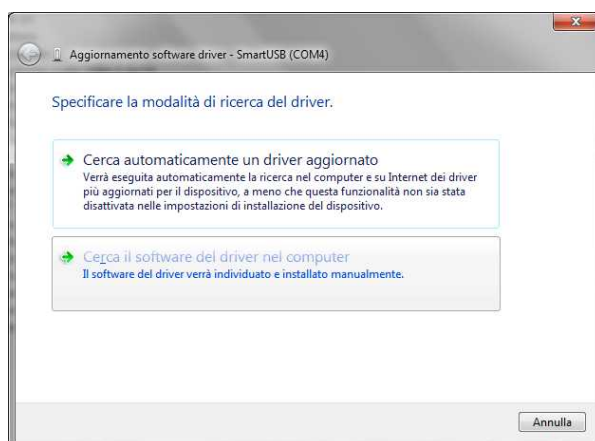 Aggiornamento software driver - SmartUSB (COM4)
Specificare la modalità di ricerca del driver.
Cerca automaticamente un driver aggiornato
Verrà eseguita automaticamente la ricerca nel computer e su Internet dei driver
più aggiornati per il dispositivo, a meno che questa funzionalità non sia stata
disattivata nelle impostazioni di installazione del dispositivo.
Cerca il software del driver nel computer
Il software del driver verrà individuato e installato manualmente.
Annulla